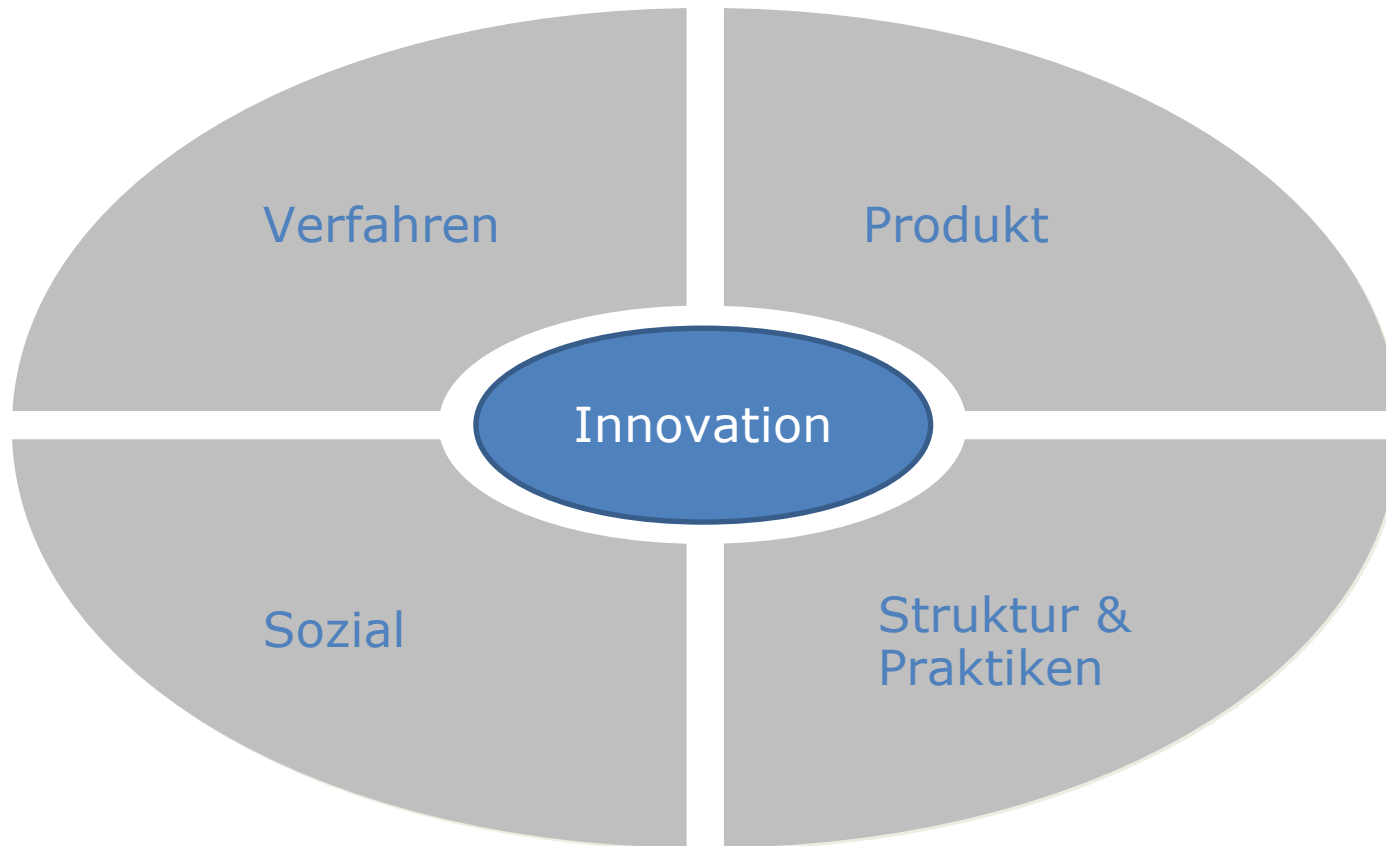 Verfahren
Produkt
Innovation
Sozial
Struktur &
Praktiken